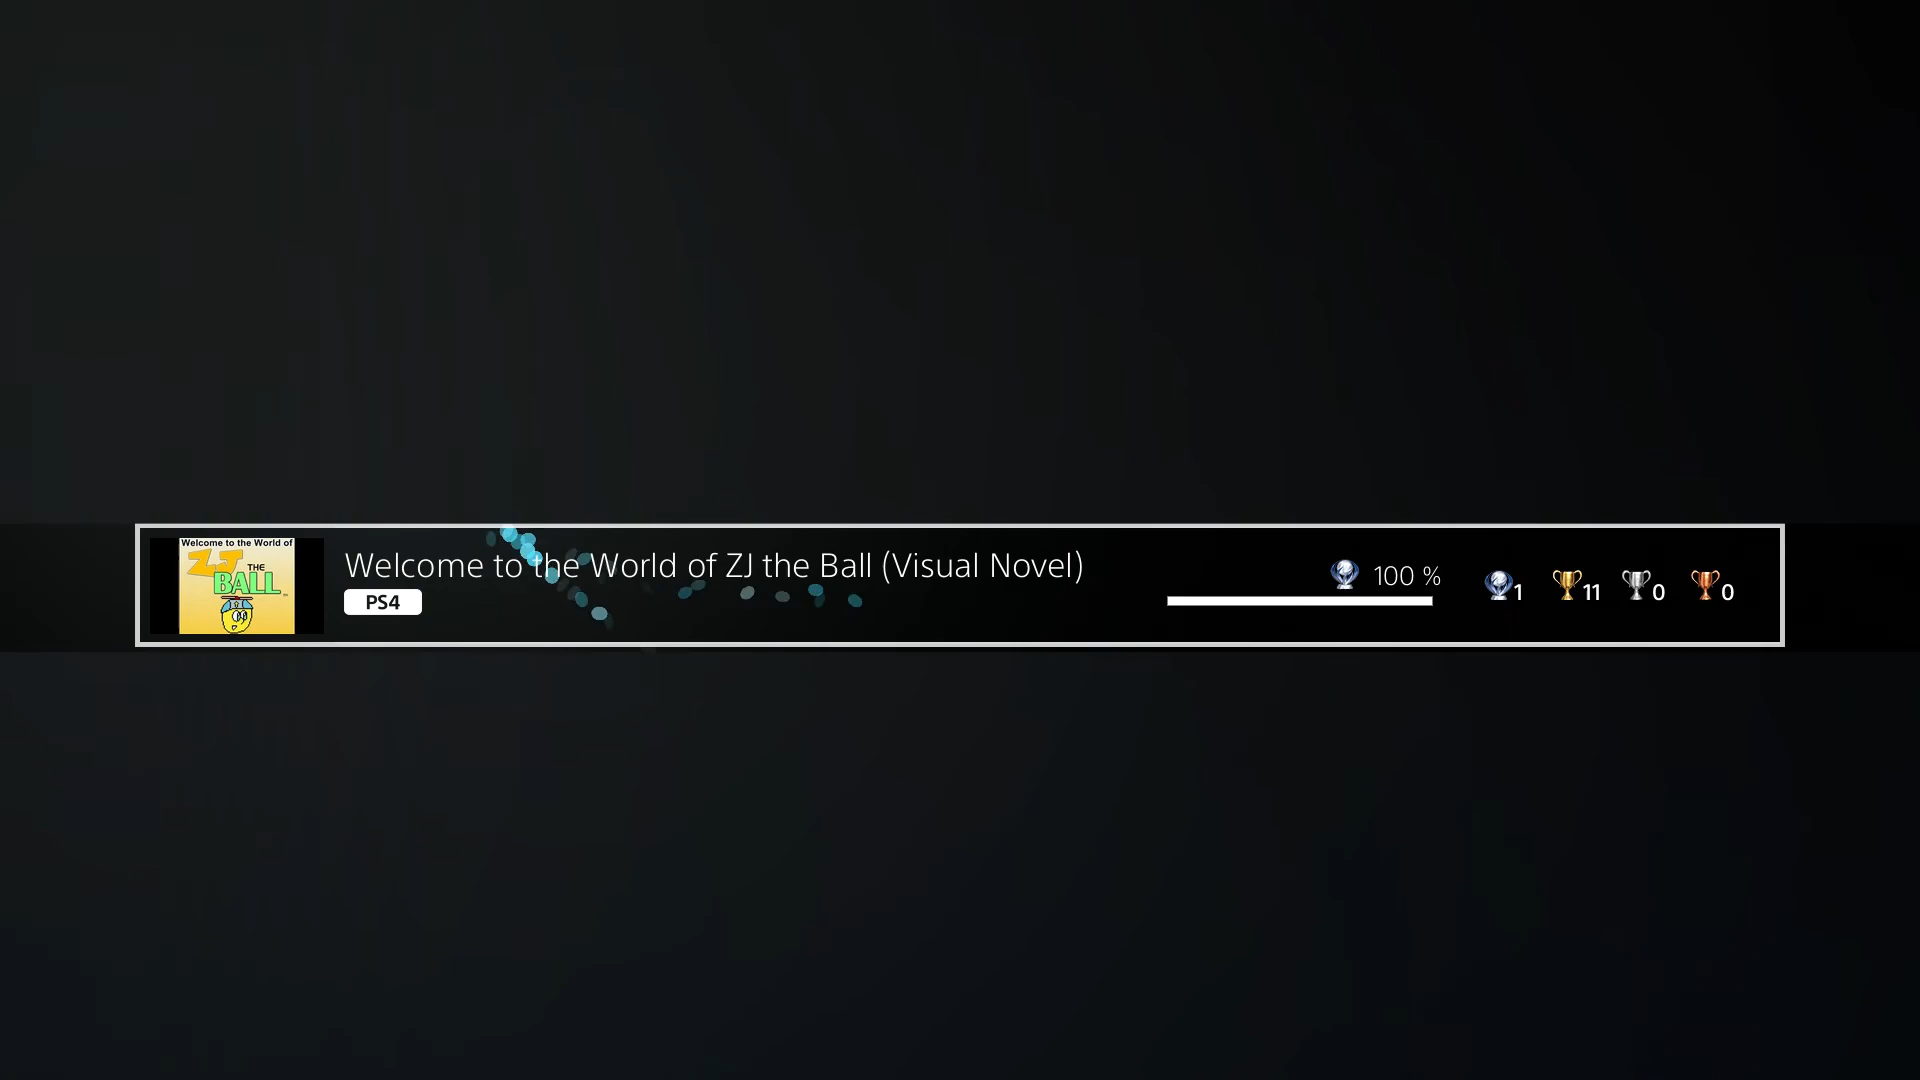 Welcome to the World of
ZJ
THE
BALL
Welcome to the World of ZJ the Ball (Visual Novel)
PS4
100 %
1
11
0
0